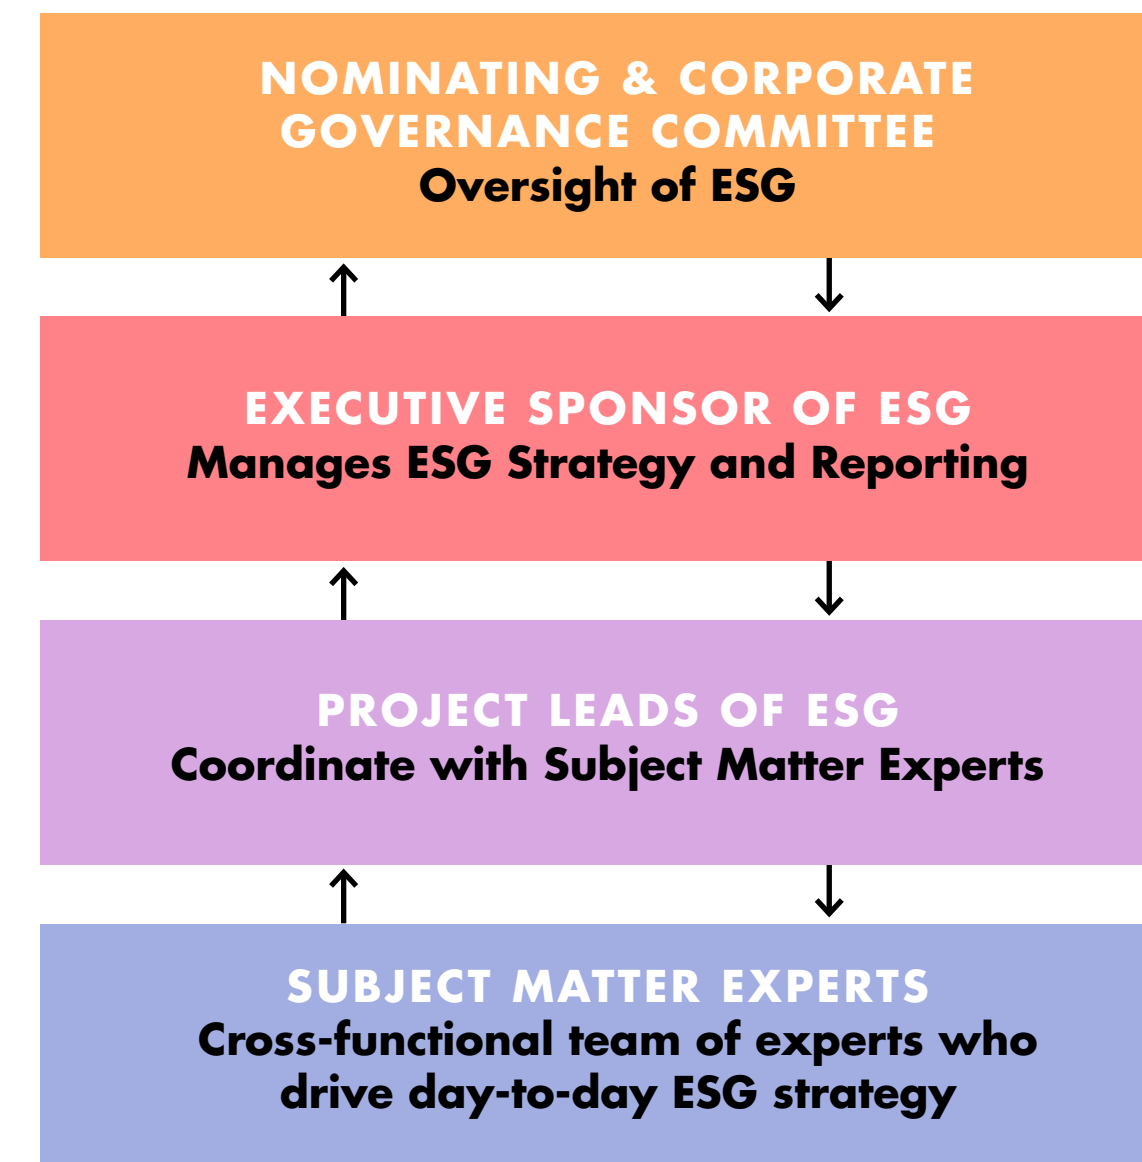 NOMINATING & CORPORATE
GOVERNANCE COMMITTEE
Oversight of ESG
EXECUTIVE SPONSOR OF ESG
Manages ESG Strategy and Reporting
PROJECT LEADS OF ESG
Coordinate with Subject Matter Experts
SUBJECT MATTER EXPERTS
Cross-functional team of experts who
drive day-to-day ESG strategy